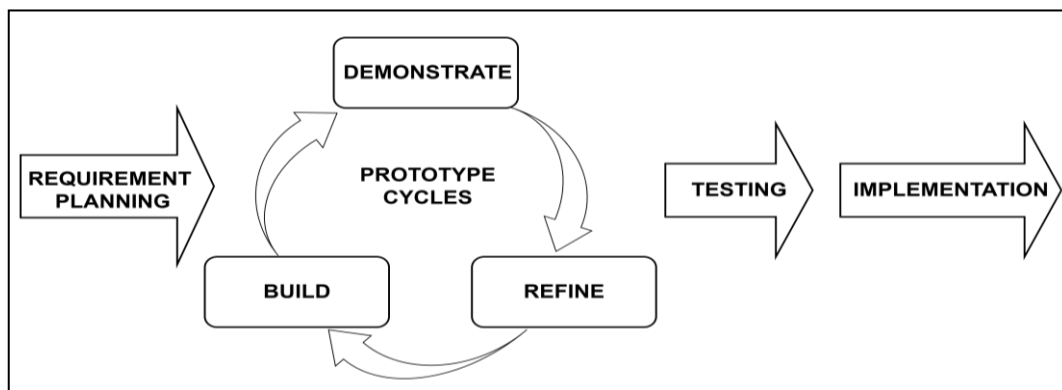 REQUIREMENT
PLANNING
DEMONSTRATE
PROTOTYPE
CYCLES
BUILD
REFINE
TESTING
IMPLEMENTATION